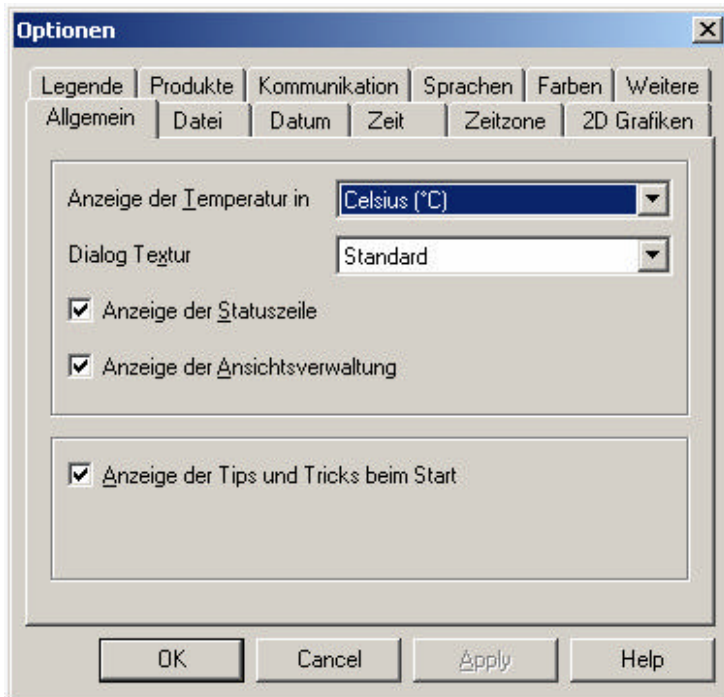 Optionen
Legende Produkte Kommunikation Sprachen Farben Weitere
Allgemein Datei Datum Zeit Zeitzone 2D Grafiken
Anzeige der Temperatur in Celsius (°C)
Dialog Textur Standard
Anzeige der Statuszeile
Anzeige der Ansichtsverwaltung
Anzeige der Tips und Tricks beim Start
OK Cancel Apply Help